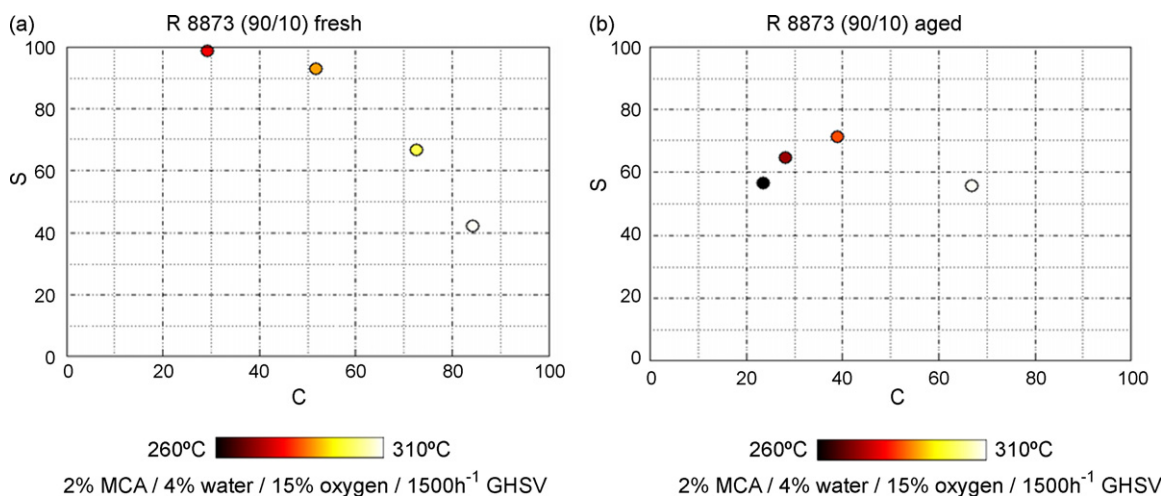 (a) R 8873 (90/10) fresh
100
80
60
40
20
0
S
0 20 40 60 80 100
C
260ºC 310ºC
2% MCA / 4% water / 15% oxygen / 1500h⁻¹ GHSV
(b) R 8873 (90/10) aged
100
80
60
40
20
0
S
0 20 40 60 80 100
C
260ºC 310ºC
2% MCA / 4% water / 15% oxygen / 1500h⁻¹ GHSV